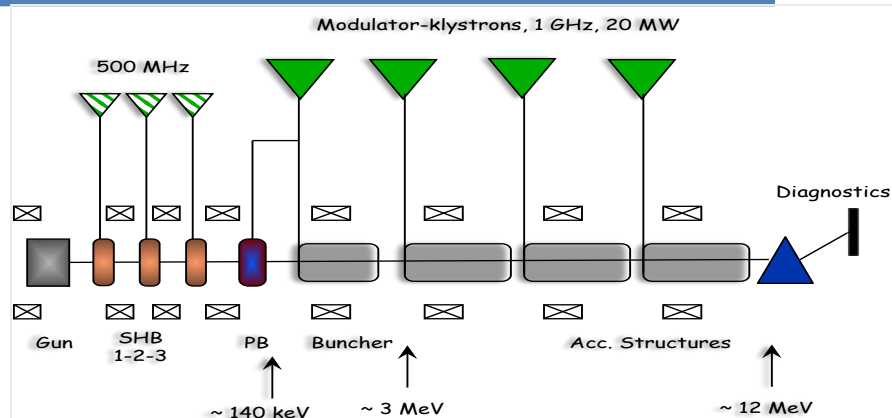 Modulator-klystrons, 1 GHz, 20 MW
500 MHz
Diagnostics
Gun
SHB
1-2-3
PB
Buncher
Acc. Structures
~ 140 keV
~ 3 MeV
~ 12 MeV